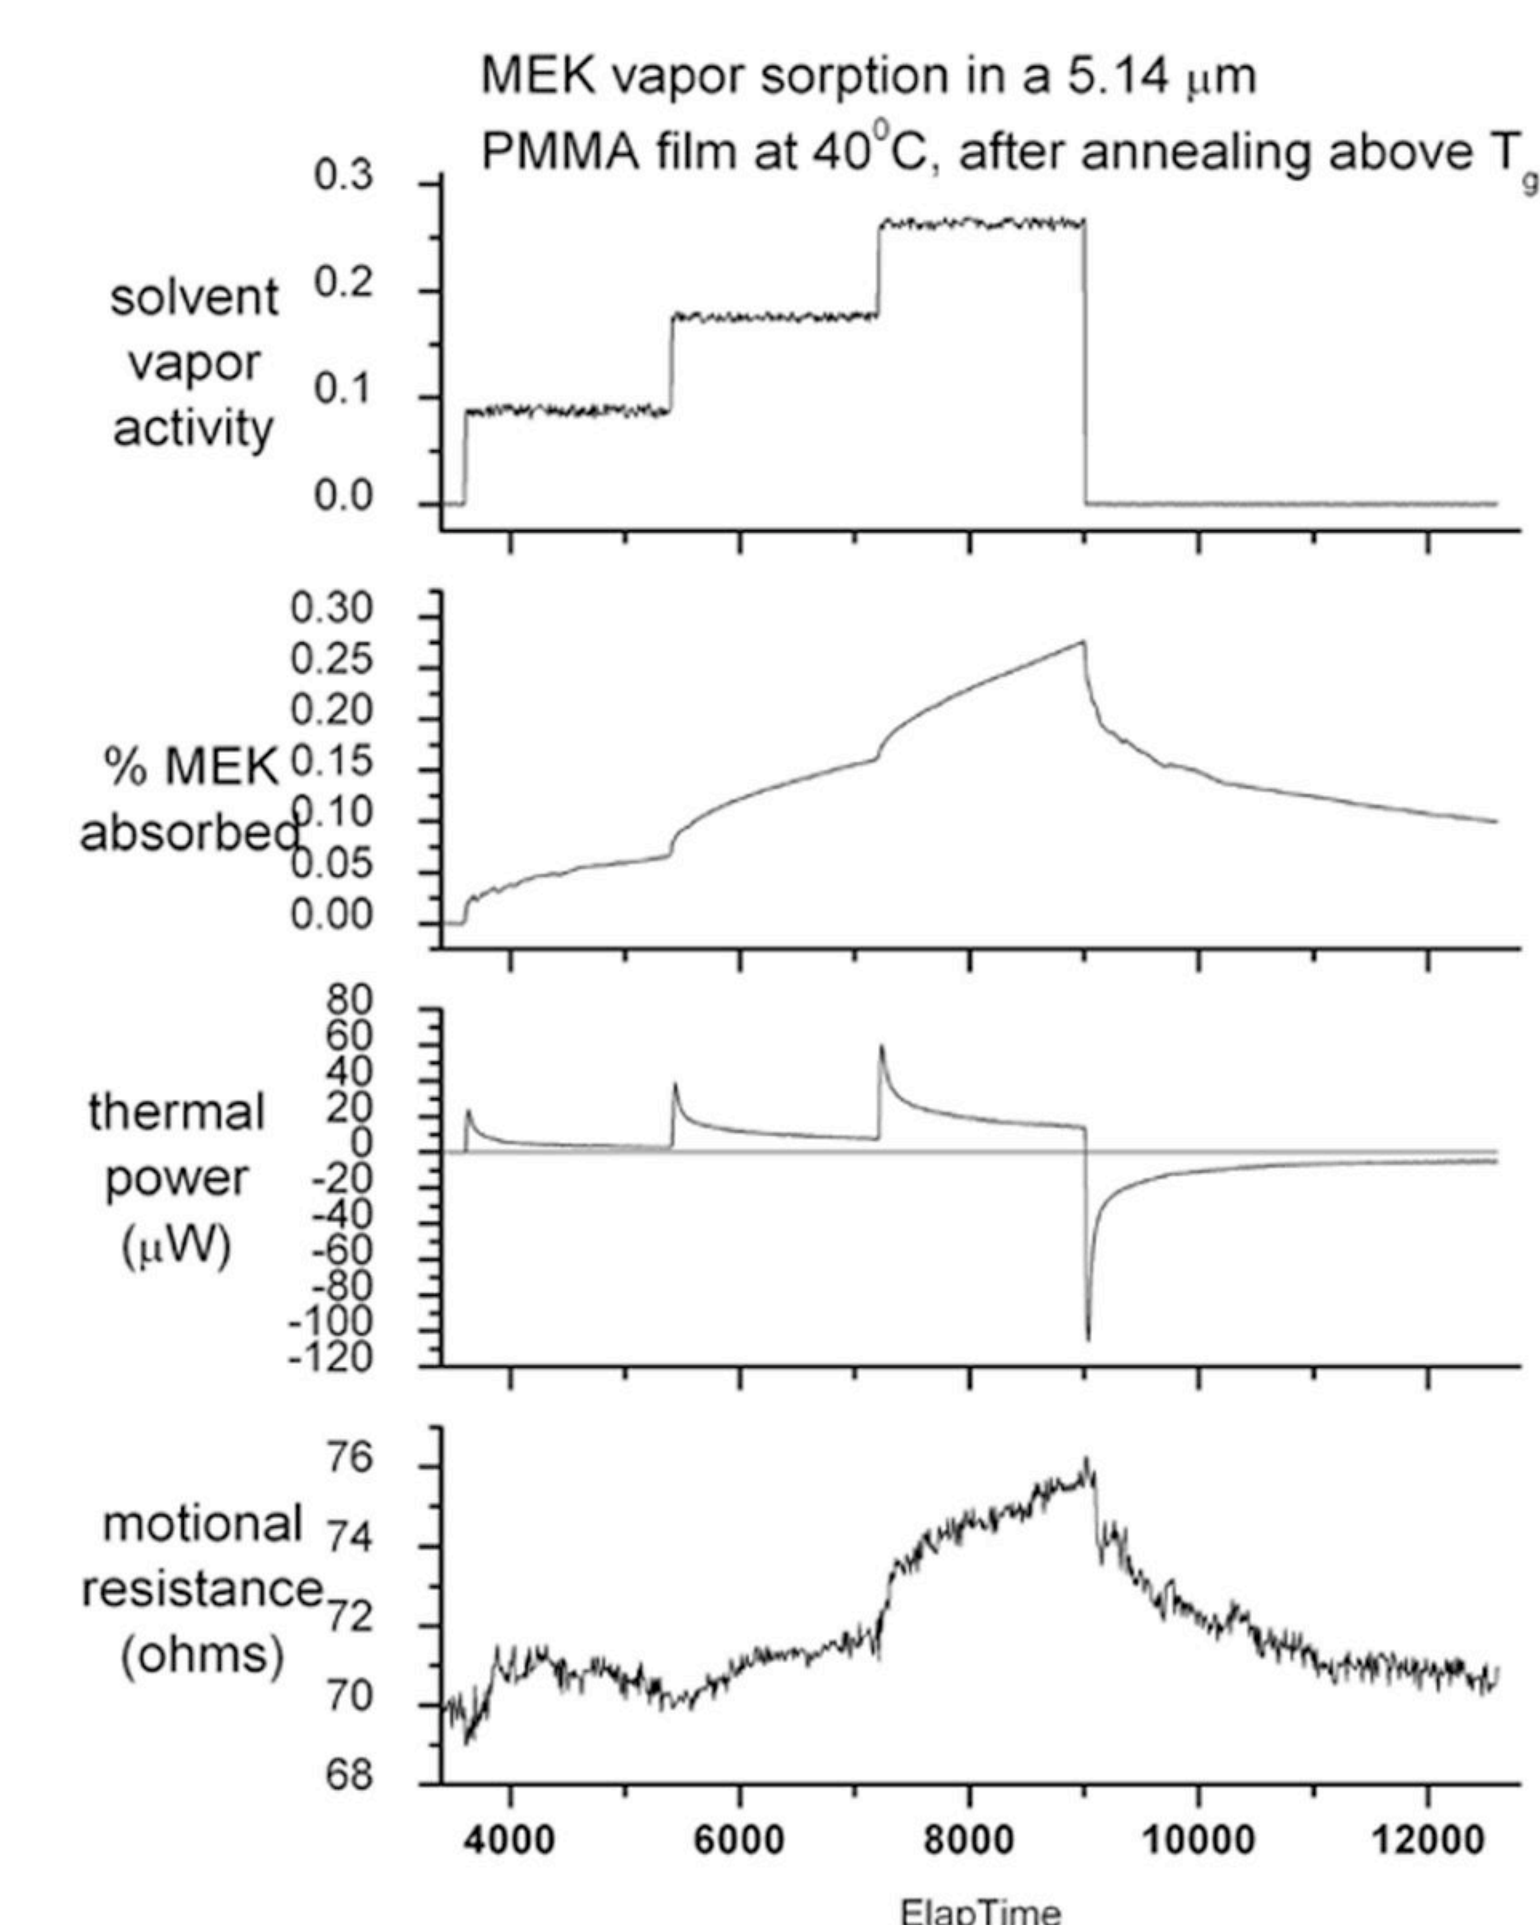 MEK vapor sorption in a 5.14 μm
PMMA film at 40⁰C, after annealing above Tg
solvent
vapor
activity
0.3
0.2
0.1
0.0
% MEK
absorbed
0.30
0.25
0.20
0.15
0.10
0.05
0.00
thermal
power
(μW)
80
60
40
20
0
-20
-40
-60
-80
-100
-120
motional
resistance
(ohms)
76
74
72
70
68
4000 6000 8000 10000 12000
ElapTime